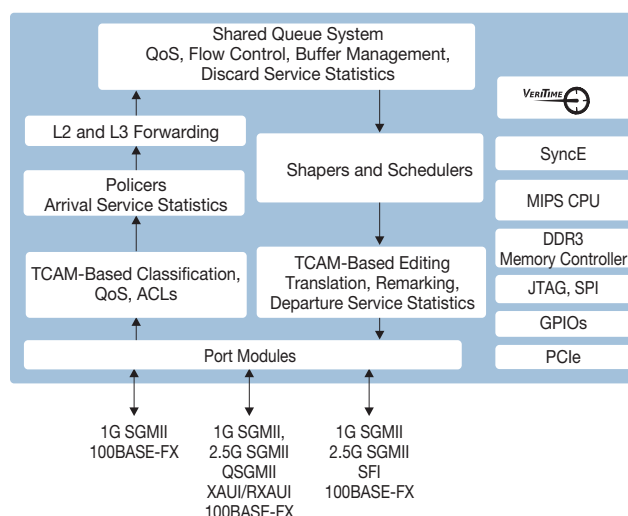 Shared Queue System
QoS, Flow Control, Buffer Management,
Discard Service Statistics
VERITIME
L2 and L3 Forwarding
Shapers and Schedulers
SyncE
Policers
Arrival Service Statistics
MIPS CPU
DDR3
Memory Controller
TCAM-Based Classification,
QoS, ACLs
TCAM-Based Editing
Translation, Remarking,
Departure Service Statistics
JTAG, SPI
GPIOs
Port Modules
PCIe
1G SGMII
100BASE-FX
1G SGMII,
2.5G SGMII
QSGMII
XAUI/RXAUI
100BASE-FX
1G SGMII
2.5G SGMII
SFI
100BASE-FX